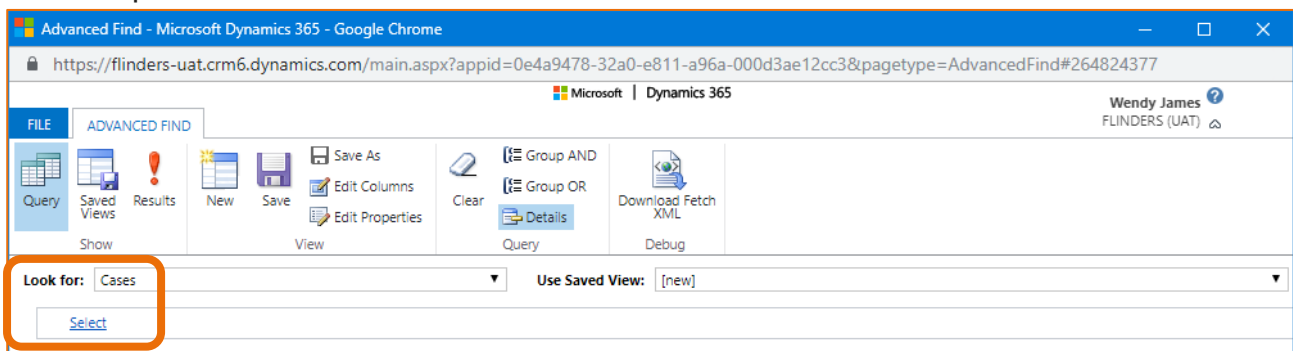 Advanced Find - Microsoft Dynamics 365 - Google Chrome
https://flinders-uat.crm6.dynamics.com/main.aspx?appid=0e4a9478-32a0-e811-a96a-000d3ae12cc3&pagetype=AdvancedFind#264824377
Microsoft | Dynamics 365
Wendy James
FLINDERS (UAT)
FILE ADVANCED FIND
Query
Saved Views
Results
New
Save
Save As
Edit Columns
Edit Properties
Clear
Group AND
Group OR
Details
Download Fetch XML
Show View Query Debug
Look for: Cases Use Saved View: [new]
Select